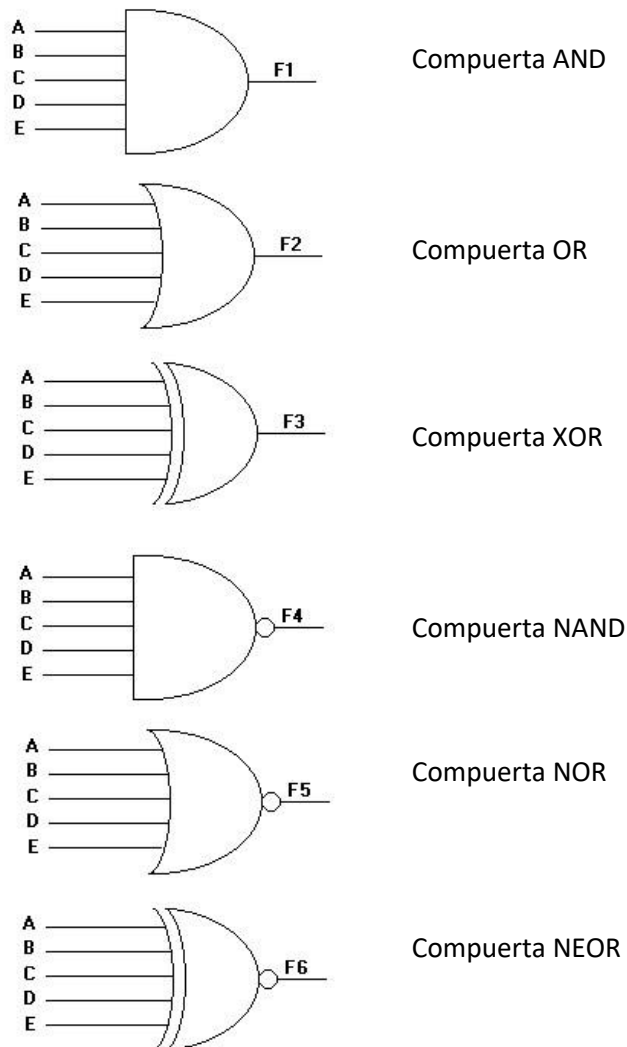 A
B
C
D
E
F1
Compuerta AND
A
B
C
D
E
F2
Compuerta OR
A
B
C
D
E
F3
Compuerta XOR
A
B
C
D
E
F4
Compuerta NAND
A
B
C
D
E
F5
Compuerta NOR
A
B
C
D
E
F6
Compuerta NEOR